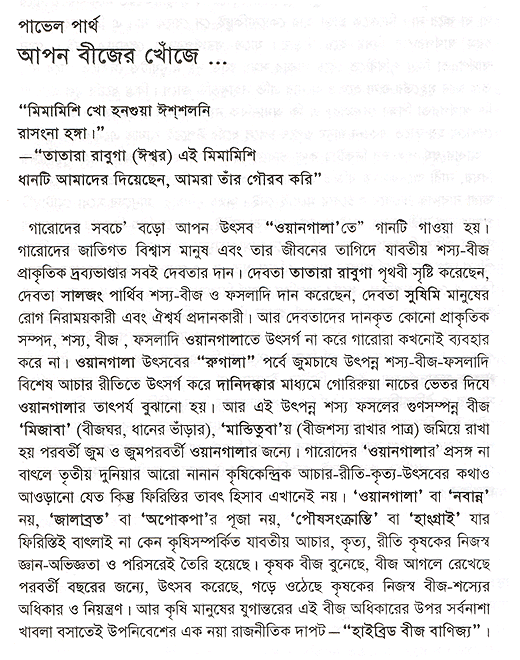 পাভেল পার্থ
আপন বীজের খোঁজে ...
“মিমামিশি খো হনগুয়া ঈশ্শলনি
রাসংনা হঙ্গা।”
—“তাতারা রাবুগা (ঈশ্বর) এই মিমামিশি
ধানটি আমাদের দিয়েছেন, আমরা তাঁর গৌরব করি”
গারোদের সবচে’ বড়ো আপন উৎসব “ওয়ানগালা’তে” গানটি গাওয়া হয়।
গারোদের জাতিগত বিশ্বাস মানুষ এবং তার জীবনের তাগিদে যাবতীয় শস্য-বীজ
প্রাকৃতিক দ্রব্যভাণ্ডার সবই দেবতার দান। দেবতা তাতারা রাবুগা পৃথবী সৃষ্টি করেছেন,
দেবতা সালজং পার্থিব শস্য-বীজ ও ফসলাদি দান করেছেন, দেবতা সুষিমি মানুষের
রোগ নিরাময়কারী এবং ঐশ্বর্য প্রদানকারী। আর দেবতাদের দানকৃত কোনো প্রাকৃতিক
সম্পদ, শস্য, বীজ , ফসলাদি ওয়ানগালাতে উৎসর্গ না করে গারোরা কখনোই ব্যবহার
করে না। ওয়ানগালা উৎসবের “রুগালা” পর্বে জুমচাষে উৎপন্ন শস্য-বীজ-ফসলাদি
বিশেষ আচার রীতিতে উৎসর্গ করে দানিদক্কার মাধ্যমে গোরিরুয়া নাচের ভেতর দিযে
ওয়ানগালার তাৎপর্য বুঝানো হয়। আর এই উৎপন্ন শস্য ফসলের গুণসম্পন্ন বীজ
‘মিজাবা’ (বীজঘর, ধানের ভাঁড়ার), ‘মান্ডিতুবা’য় (বীজশস্য রাখার পাত্র) জমিয়ে রাখা
হয় পরবর্তী জুম ও জুমপরবর্তী ওয়ানগালার জন্যে। গারোদের ‘ওয়ানগালার’ প্রসঙ্গ না
বাৎলে তৃতীয় দুনিয়ার আরো নানান কৃষিকেন্দ্রিক আচার-রীতি-কৃত্য-উৎসবের কথাও
আওড়ানো যেত কিন্তু ফিরিস্তির তাবৎ হিসাব এখানেই নয়। ‘ওয়ানগালা’ বা ‘নবান্ন’
নয়, ‘জালাব্রত’ বা ‘অপোকপা’র পূজা নয়, ‘পৌষসংক্রান্তি’ বা ‘হাংগ্রাই’ যার
ফিরিস্তিই বাৎলাই না কেন কৃষিসম্পর্কিত যাবতীয় আচার, কৃত্য, রীতি কৃষকের নিজস্ব
জ্ঞান-অভিজ্ঞতা ও পরিসরেই তৈরি হয়েছে। কৃষক বীজ বুনেছে, বীজ আগলে রেখেছে
পরবর্তী বছরের জন্যে, উৎসব করেছে, গড়ে ওঠেছে কৃষকের নিজস্ব বীজ-শস্যের
অধিকার ও নিয়ন্ত্রণ। আর কৃষি মানুষের যুগান্তরের এই বীজ অধিকারের উপর সর্বনাশা
খাবলা বসাতেই উপনিবেশের এক নয়া রাজনীতিক দাপট —“হাইব্রিড বীজ বাণিজ্য”।